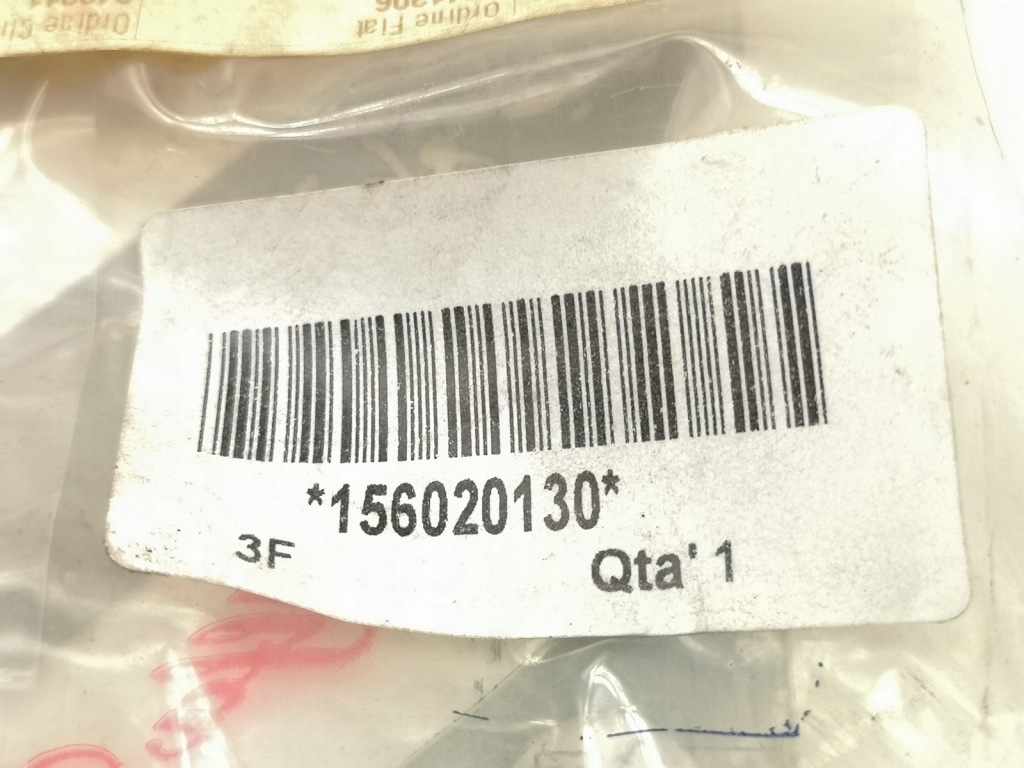 Ordine Fiat
*156020130*
3F
Qta' 1